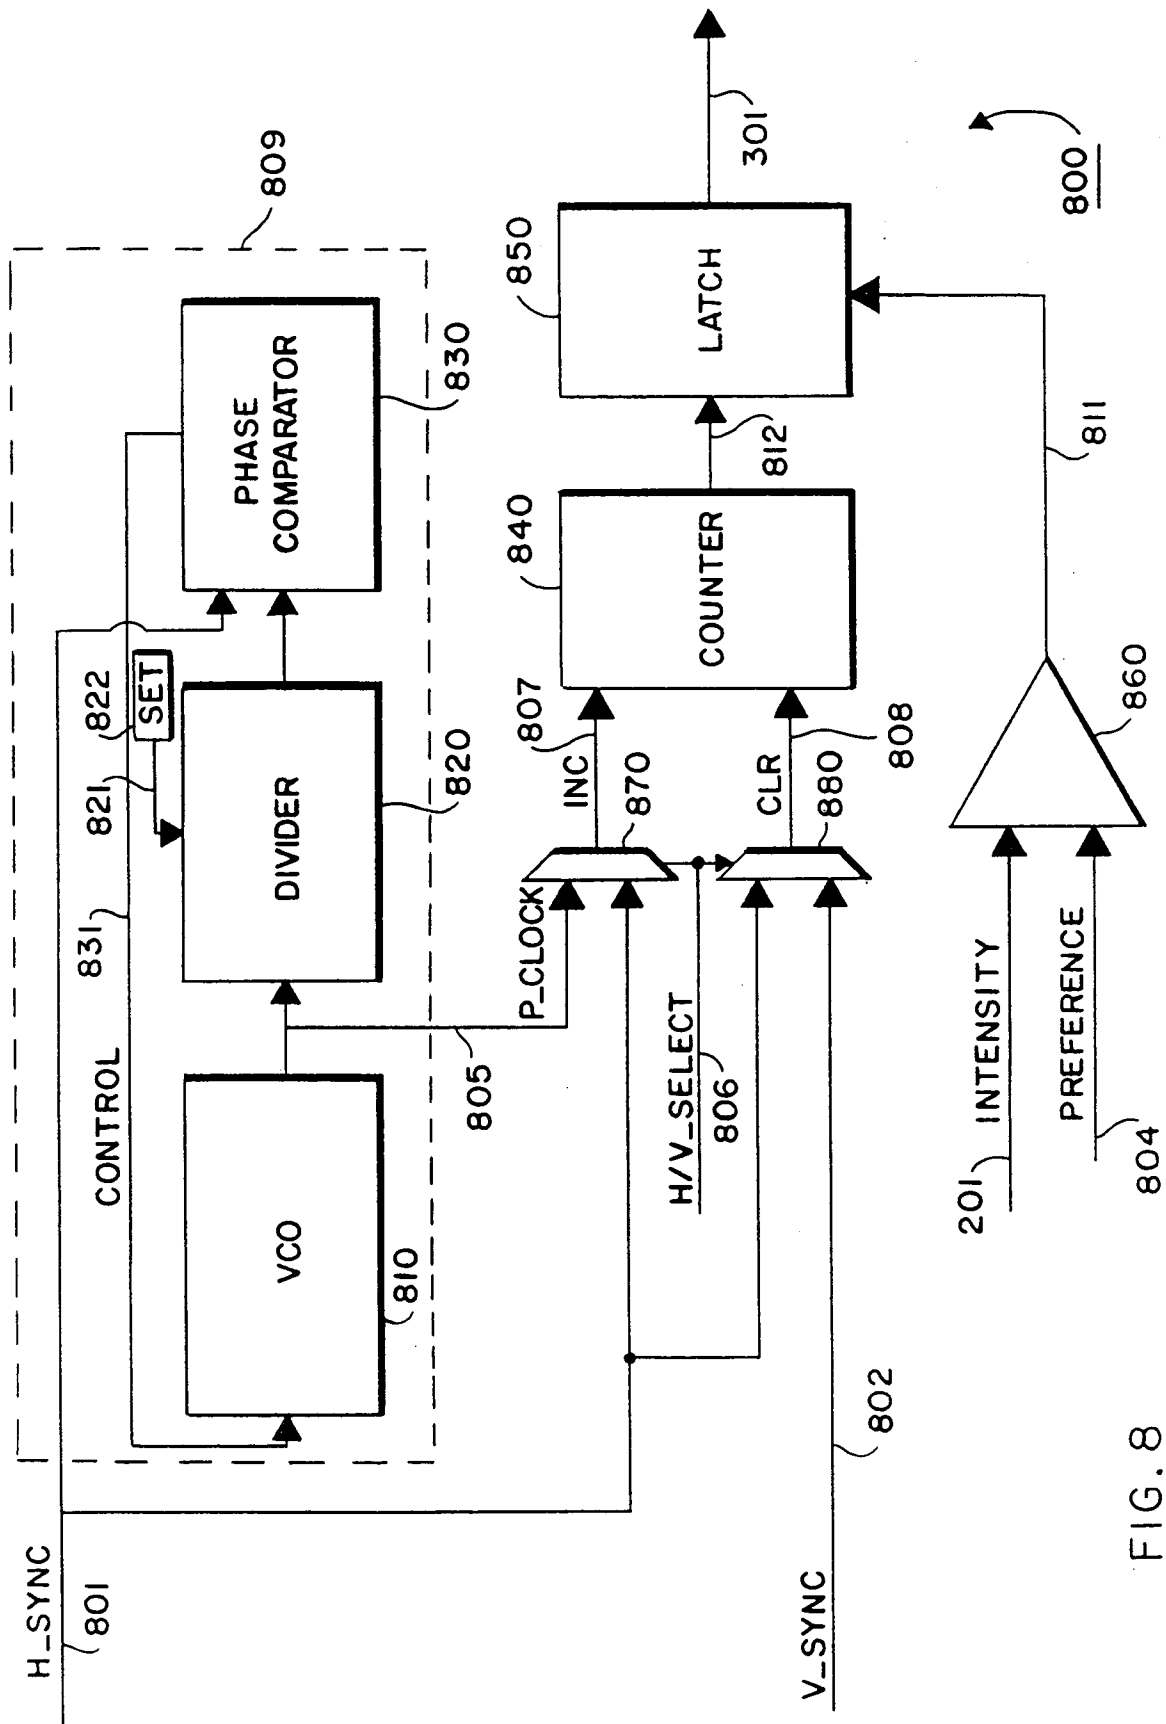 H_SYNC
801
CONTROL
831
821
822
SET
809
VCO
810
DIVIDER
820
PHASE
COMPARATOR
830
805
P_CLOCK
INC
807
870
H/V_SELECT
806
CLR
808
880
COUNTER
840
812
LATCH
850
301
V_SYNC
802
201
INTENSITY
PREFERENCE
804
860
811
800
FIG. 8